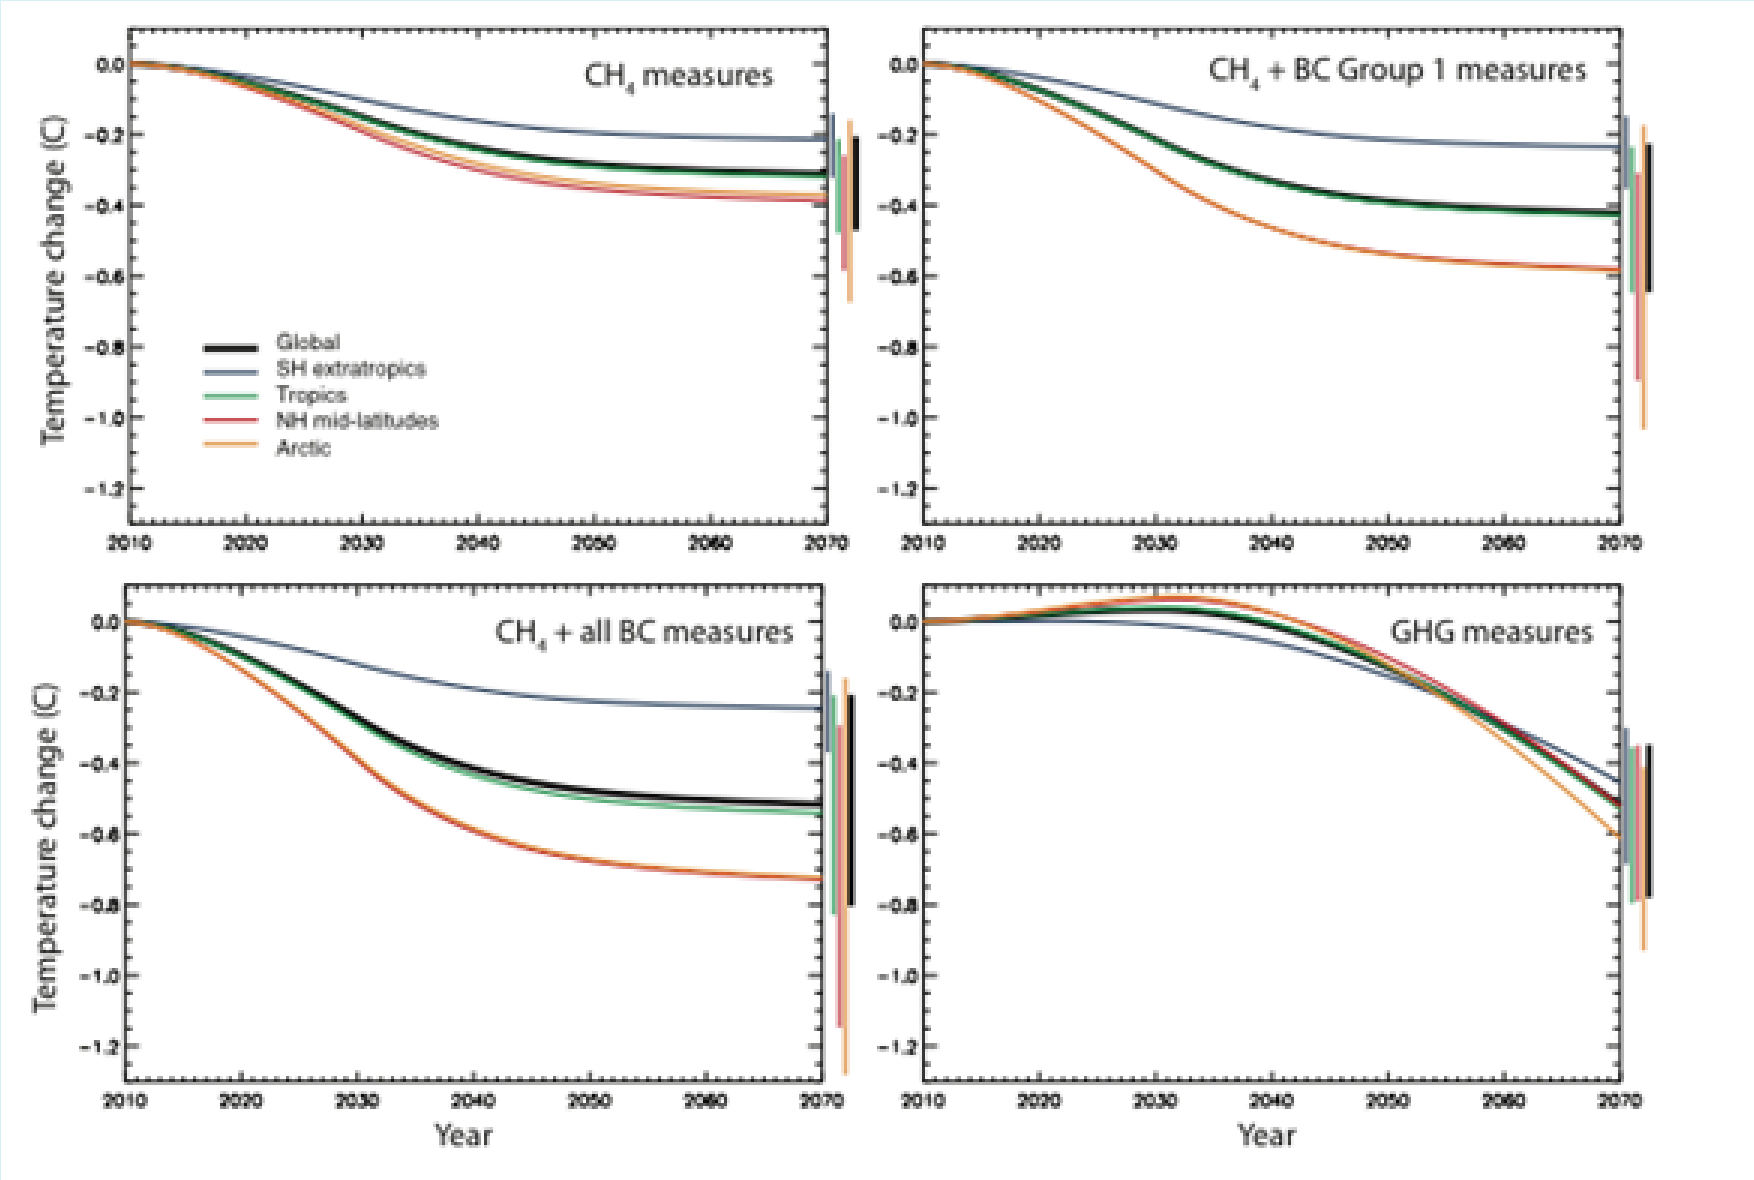 CH₄ measures
Temperature change (C)
0.0
−0.2
−0.4
−0.6
−0.8
−1.0
−1.2
Global
SH extratropics
Tropics
NH mid-latitudes
Arctic
2010 2020 2030 2040 2050 2060 2070
CH₄ + BC Group 1 measures
0.0
−0.2
−0.4
−0.6
−0.8
−1.0
−1.2
2010 2020 2030 2040 2050 2060 2070
CH₄ + all BC measures
Temperature change (C)
0.0
−0.2
−0.4
−0.6
−0.8
−1.0
−1.2
2010 2020 2030 2040 2050 2060 2070
Year
GHG measures
0.0
−0.2
−0.4
−0.6
−0.8
−1.0
−1.2
2010 2020 2030 2040 2050 2060 2070
Year